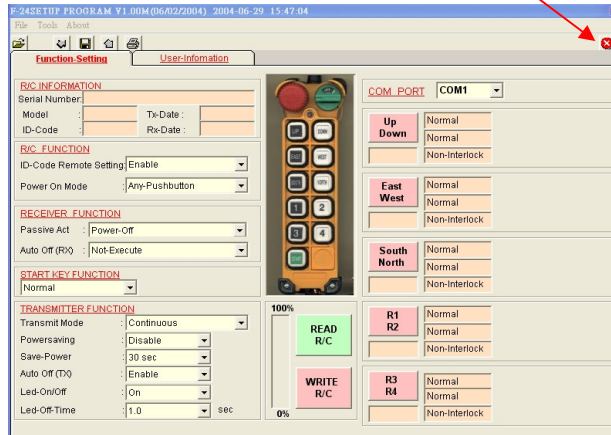 F-24SETUP PROGRAM V1.00M(06/02/2004) 2004-06-29 15:47:04
File Tools About
Function-Setting User-Infomation
R/C INFORMATION
Serial Number:
Model : Tx-Date :
ID-Code : Rx-Date :
R/C FUNCTION
ID-Code Remote Setting: Enable
Power On Mode : Any-Pushbutton
RECEIVER FUNCTION
Passive Act : Power-Off
Auto Off (RX) : Not-Execute
START KEY FUNCTION
Normal
TRANSMITTER FUNCTION
Transmit Mode : Continuous
Powersaving : Disable
Save-Power : 30 sec
Auto Off (TX) : Enable
Led-On/Off : On
Led-Off-Time : 1.0 sec
UP DOWN
EAST WEST
1 2
3 4
START
100%
READ
R/C
WRITE
R/C
0%
COM PORT COM1
Up
Down
Normal
Normal
Non-Interlock
East
West
Normal
Normal
Non-Interlock
South
North
Normal
Normal
Non-Interlock
R1
R2
Normal
Normal
Non-Interlock
R3
R4
Normal
Normal
Non-Interlock